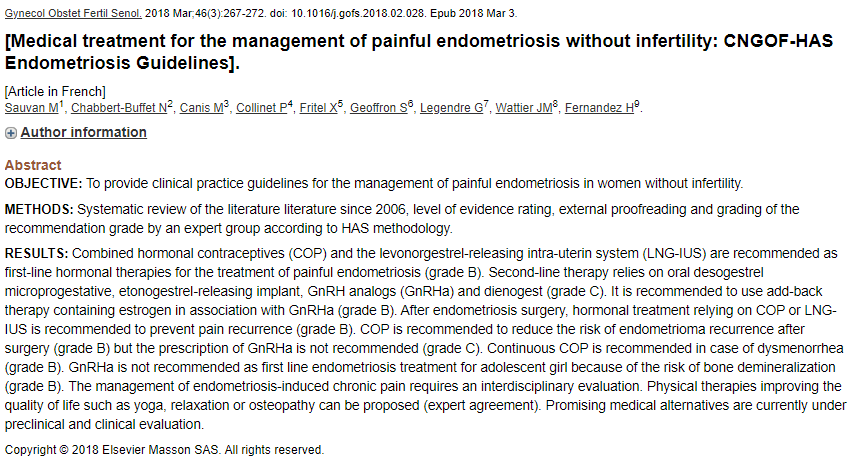 Gynecol Obstet Fertil Senol. 2018 Mar;46(3):267-272. doi: 10.1016/j.gofs.2018.02.028. Epub 2018 Mar 3.
[Medical treatment for the management of painful endometriosis without infertility: CNGOF-HAS
Endometriosis Guidelines].
[Article in French]
Sauvan M1, Chabbert-Buffet N2, Canis M3, Collinet P4, Fritel X5, Geoffron S6, Legendre G7, Wattier JM8, Fernandez H9.
Author information
Abstract
OBJECTIVE: To provide clinical practice guidelines for the management of painful endometriosis in women without infertility.
METHODS: Systematic review of the literature literature since 2006, level of evidence rating, external proofreading and grading of the
recommendation grade by an expert group according to HAS methodology.
RESULTS: Combined hormonal contraceptives (COP) and the levonorgestrel-releasing intra-uterin system (LNG-IUS) are recommended as
first-line hormonal therapies for the treatment of painful endometriosis (grade B). Second-line therapy relies on oral desogestrel
microprogestative, etonogestrel-releasing implant, GnRH analogs (GnRHa) and dienogest (grade C). It is recommended to use add-back
therapy containing estrogen in association with GnRHa (grade B). After endometriosis surgery, hormonal treatment relying on COP or LNG-
IUS is recommended to prevent pain recurrence (grade B). COP is recommended to reduce the risk of endometrioma recurrence after
surgery (grade B) but the prescription of GnRHa is not recommended (grade C). Continuous COP is recommended in case of dysmenorrhea
(grade B). GnRHa is not recommended as first line endometriosis treatment for adolescent girl because of the risk of bone demineralization
(grade B). The management of endometriosis-induced chronic pain requires an interdisciplinary evaluation. Physical therapies improving the
quality of life such as yoga, relaxation or osteopathy can be proposed (expert agreement). Promising medical alternatives are currently under
preclinical and clinical evaluation.
Copyright © 2018 Elsevier Masson SAS. All rights reserved.